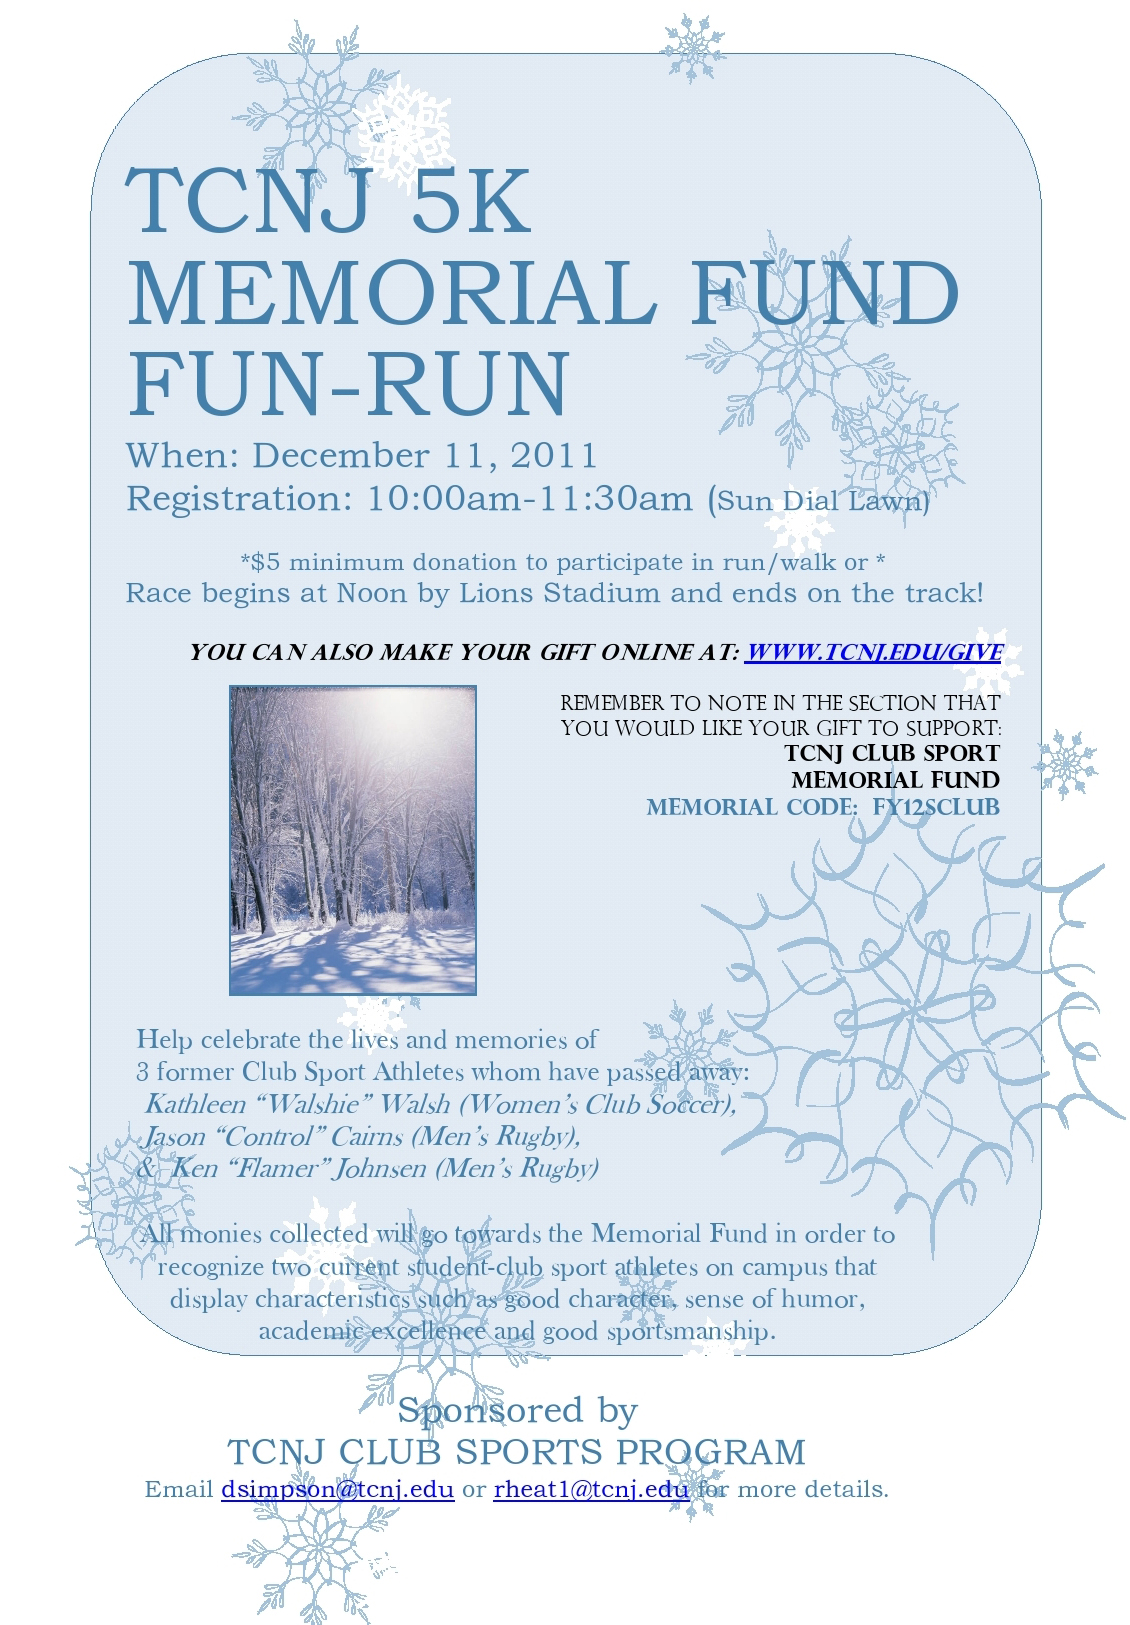 TCNJ 5K
MEMORIAL FUND
FUN-RUN
When: December 11, 2011
Registration: 10:00am-11:30am (Sun Dial Lawn)
*$5 minimum donation to participate in run/walk or *
Race begins at Noon by Lions Stadium and ends on the track!
YOU CAN ALSO MAKE YOUR GIFT ONLINE AT: WWW.TCNJ.EDU/GIVE
REMEMBER TO NOTE IN THE SECTION THAT
YOU WOULD LIKE YOUR GIFT TO SUPPORT:
TCNJ CLUB SPORT
MEMORIAL FUND
MEMORIAL CODE: FY12SCLUB
Help celebrate the lives and memories of
3 former Club Sport Athletes whom have passed away:
Kathleen “Walshie” Walsh (Women’s Club Soccer),
Jason “Control” Cairns (Men’s Rugby),
& Ken “Flamer” Johnsen (Men’s Rugby)
All monies collected will go towards the Memorial Fund in order to
recognize two current student-club sport athletes on campus that
display characteristics such as good character, sense of humor,
academic excellence and good sportsmanship.
Sponsored by
TCNJ CLUB SPORTS PROGRAM
Email dsimpson@tcnj.edu or rheat1@tcnj.edu for more details.